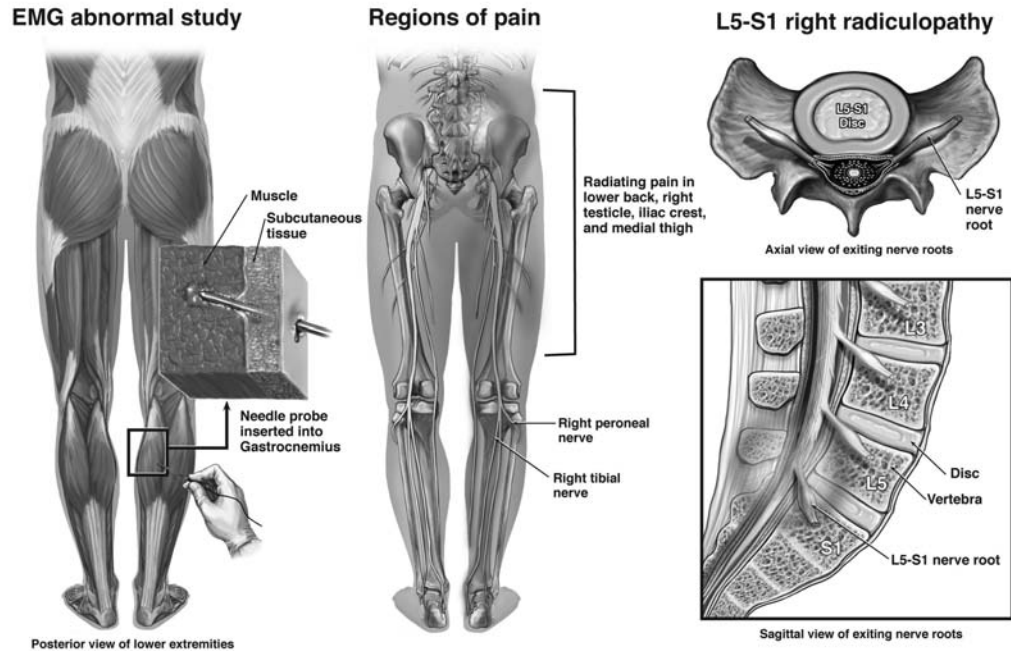 EMG abnormal study
Muscle
Subcutaneous
tissue
Needle probe
inserted into
Gastrocnemius
Posterior view of lower extremities
Regions of pain
Radiating pain in
lower back, right
testicle, iliac crest,
and medial thigh
Right peroneal
nerve
Right tibial
nerve
L5-S1 right radiculopathy
L5-S1
Disc
L5-S1
nerve
root
Axial view of exiting nerve roots
L3
L4
L5
Disc
Vertebra
S1
L5-S1 nerve root
Sagittal view of exiting nerve roots